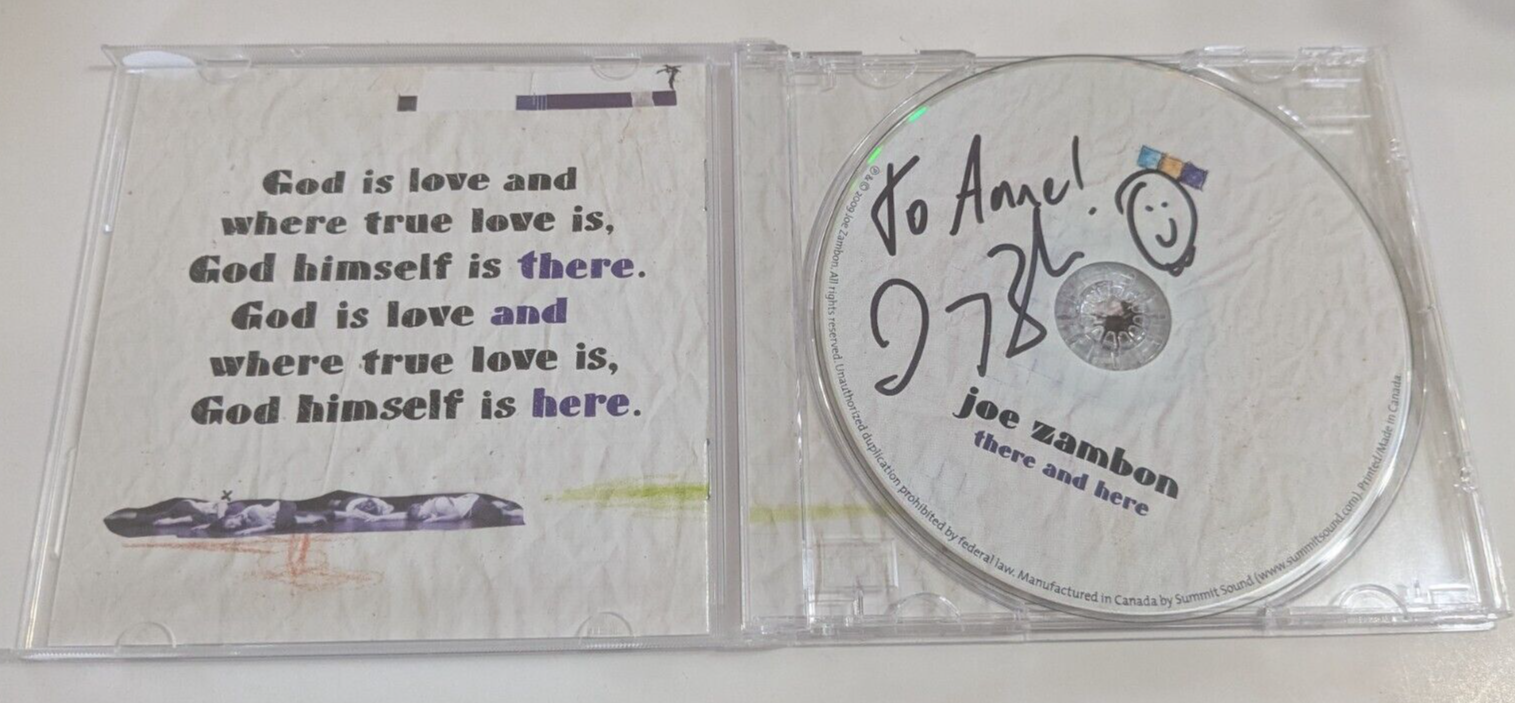 God is love and
where true love is,
God himself is there.
God is love and
where true love is,
God himself is here.
To Anne!
joe zambon
there and here
℗ & © 2009 Joe Zambon. All rights reserved. Unauthorized duplication prohibited by federal law. Manufactured in Canada by Summit Sound (www.summitsound.com). Printed/Made in Canada